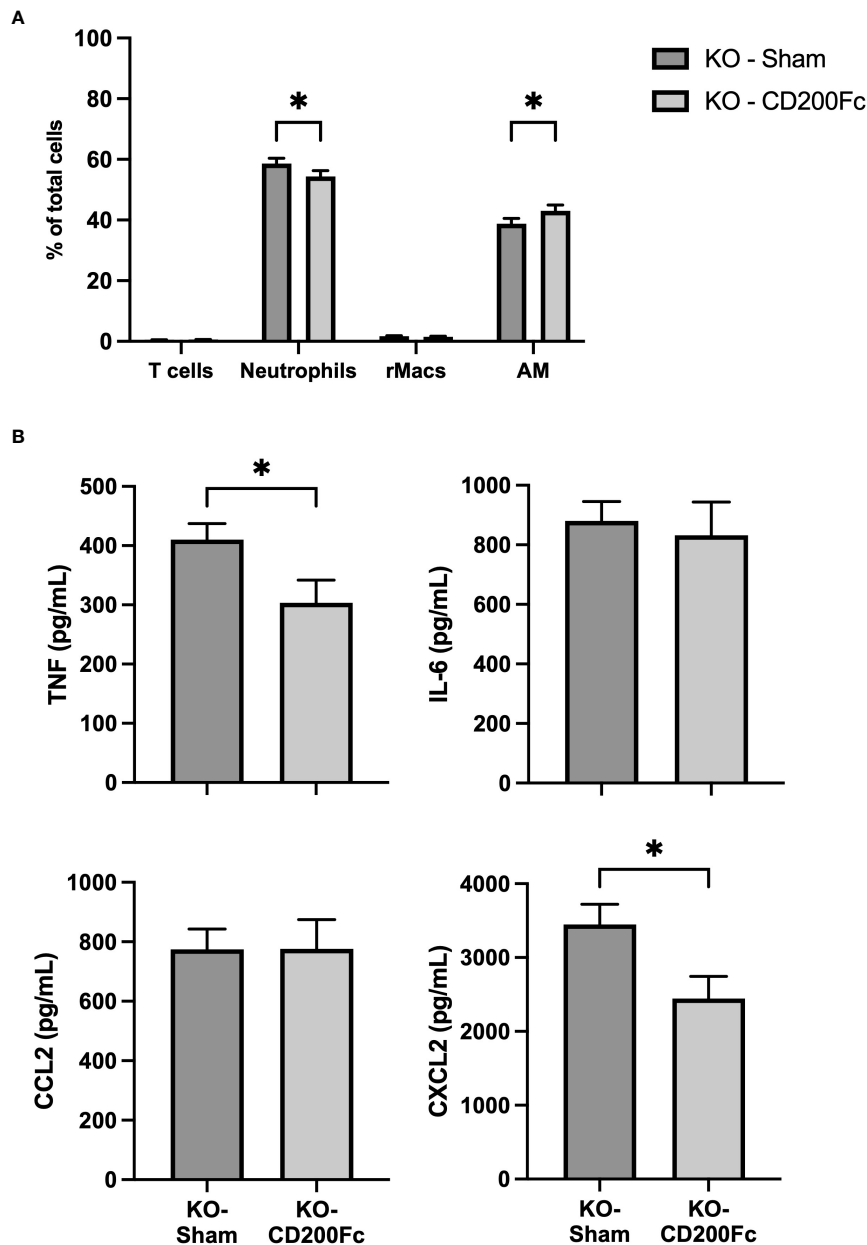 A
100
80
60
40
20
0
% of total cells
*
*
T cells
Neutrophils
rMacs
AM
KO - Sham
KO - CD200Fc
B
500
400
300
200
100
0
TNF (pg/mL)
*
1000
800
600
400
200
0
IL-6 (pg/mL)
1000
800
600
400
200
0
CCL2 (pg/mL)
KO-
Sham
KO-
CD200Fc
4000
3000
2000
1000
0
CXCL2 (pg/mL)
*
KO-
Sham
KO-
CD200Fc